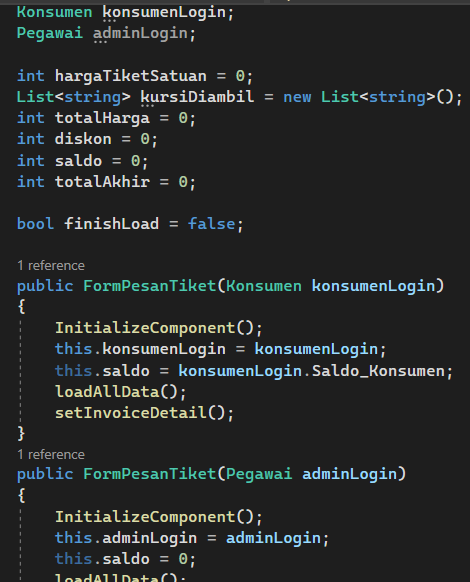 Konsumen konsumenLogin;
Pegawai adminLogin;
int hargaTiketSatuan = 0;
List<string> kursiDiambil = new List<string>();
int totalHarga = 0;
int diskon = 0;
int saldo = 0;
int totalAkhir = 0;
bool finishLoad = false;
1 reference
public FormPesanTiket(Konsumen konsumenLogin)
{
InitializeComponent();
this.konsumenLogin = konsumenLogin;
this.saldo = konsumenLogin.Saldo_Konsumen;
loadAllData();
setInvoiceDetail();
}
1 reference
public FormPesanTiket(Pegawai adminLogin)
{
InitializeComponent();
this.adminLogin = adminLogin;
this.saldo = 0;
loadAllData();